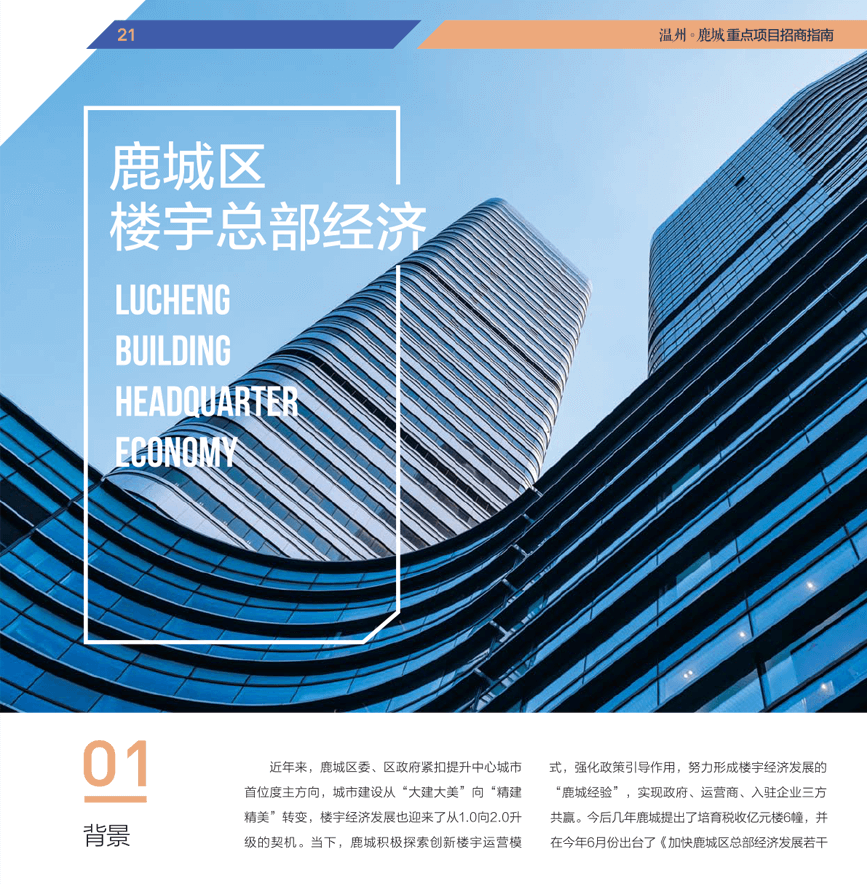 21
温州·鹿城重点项目招商指南
鹿城区
楼宇总部经济
LUCHENG
BUILDING
HEADQUARTER
ECONOMY
01
背景
近年来，鹿城区委、区政府紧扣提升中心城市
首位度主方向，城市建设从“大建大美”向“精建
精美”转变，楼宇经济发展也迎来了从1.0向2.0升
级的契机。当下，鹿城积极探索创新楼宇运营模
式，强化政策引导作用，努力形成楼宇经济发展的
“鹿城经验”，实现政府、运营商、入驻企业三方
共赢。今后几年鹿城提出了培育税收亿元楼6幢，并
在今年6月份出台了《加快鹿城区总部经济发展若干